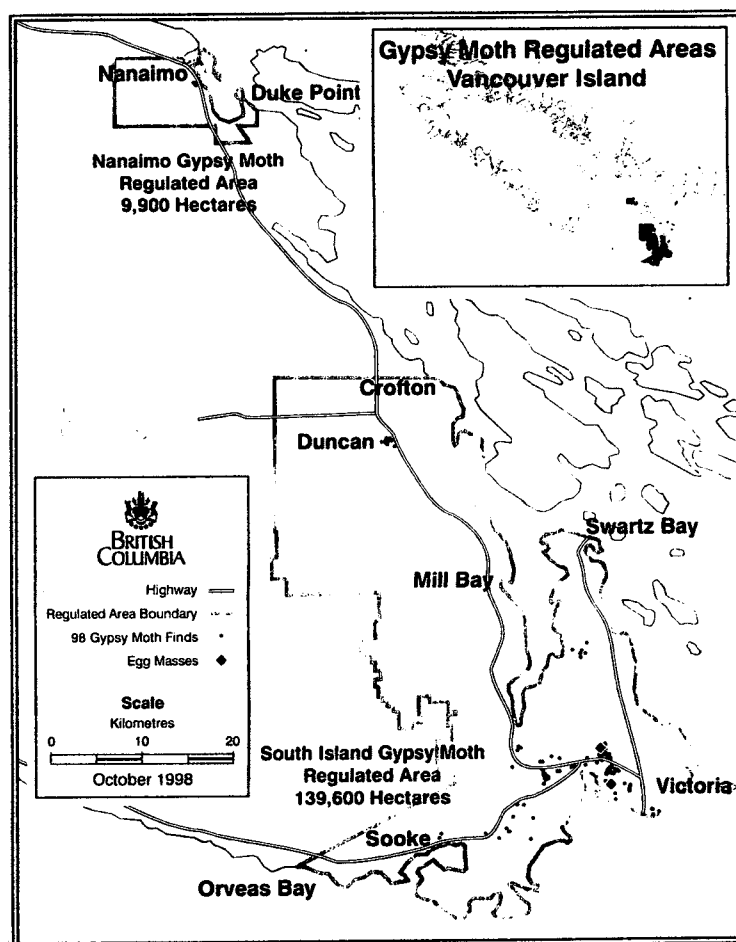 Gypsy Moth Regulated Areas
Vancouver Island
Nanaimo
Duke Point
Nanaimo Gypsy Moth
Regulated Area
9,900 Hectares
Crofton
Duncan
Swartz Bay
Mill Bay
BRITISH
COLUMBIA
Highway
Regulated Area Boundary
98 Gypsy Moth Finds
Egg Masses
Scale
Kilometres
0 10 20
October 1998
South Island Gypsy Moth
Regulated Area
139,600 Hectares
Victoria
Sooke
Orveas Bay